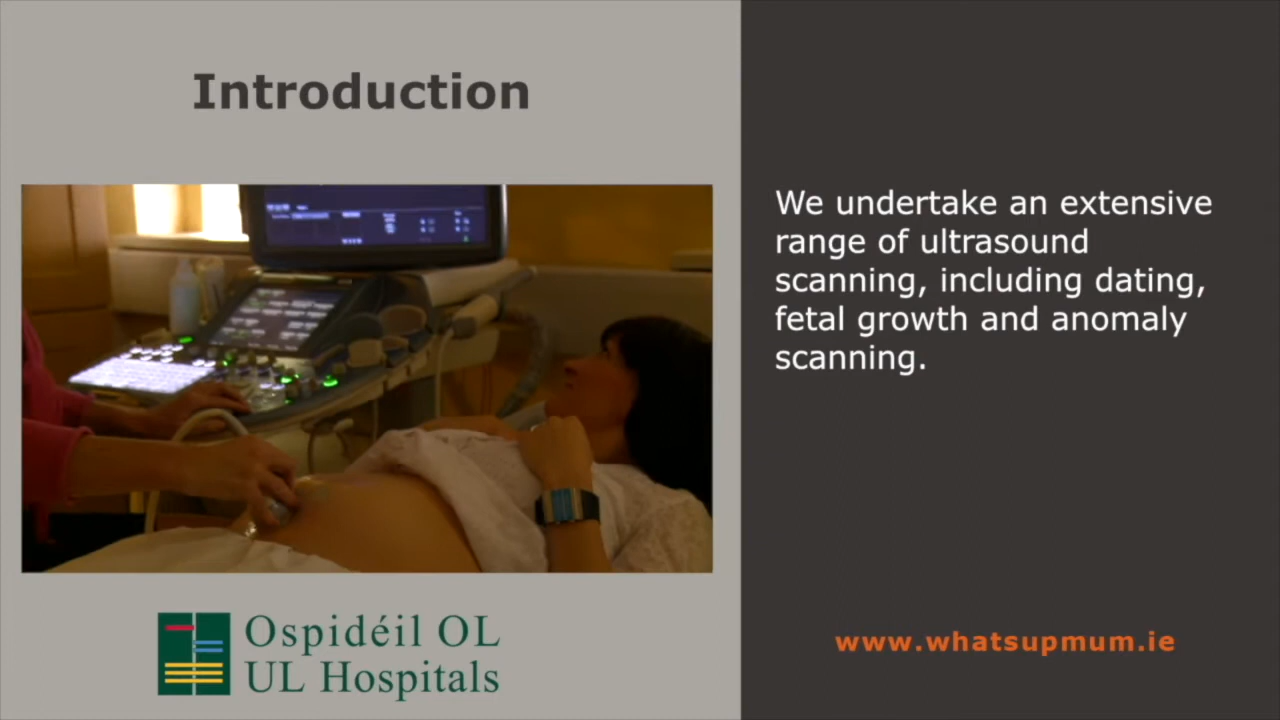 Introduction
We undertake an extensive
range of ultrasound
scanning, including dating,
fetal growth and anomaly
scanning.
Ospidéil OL
UL Hospitals
www.whatsupmum.ie